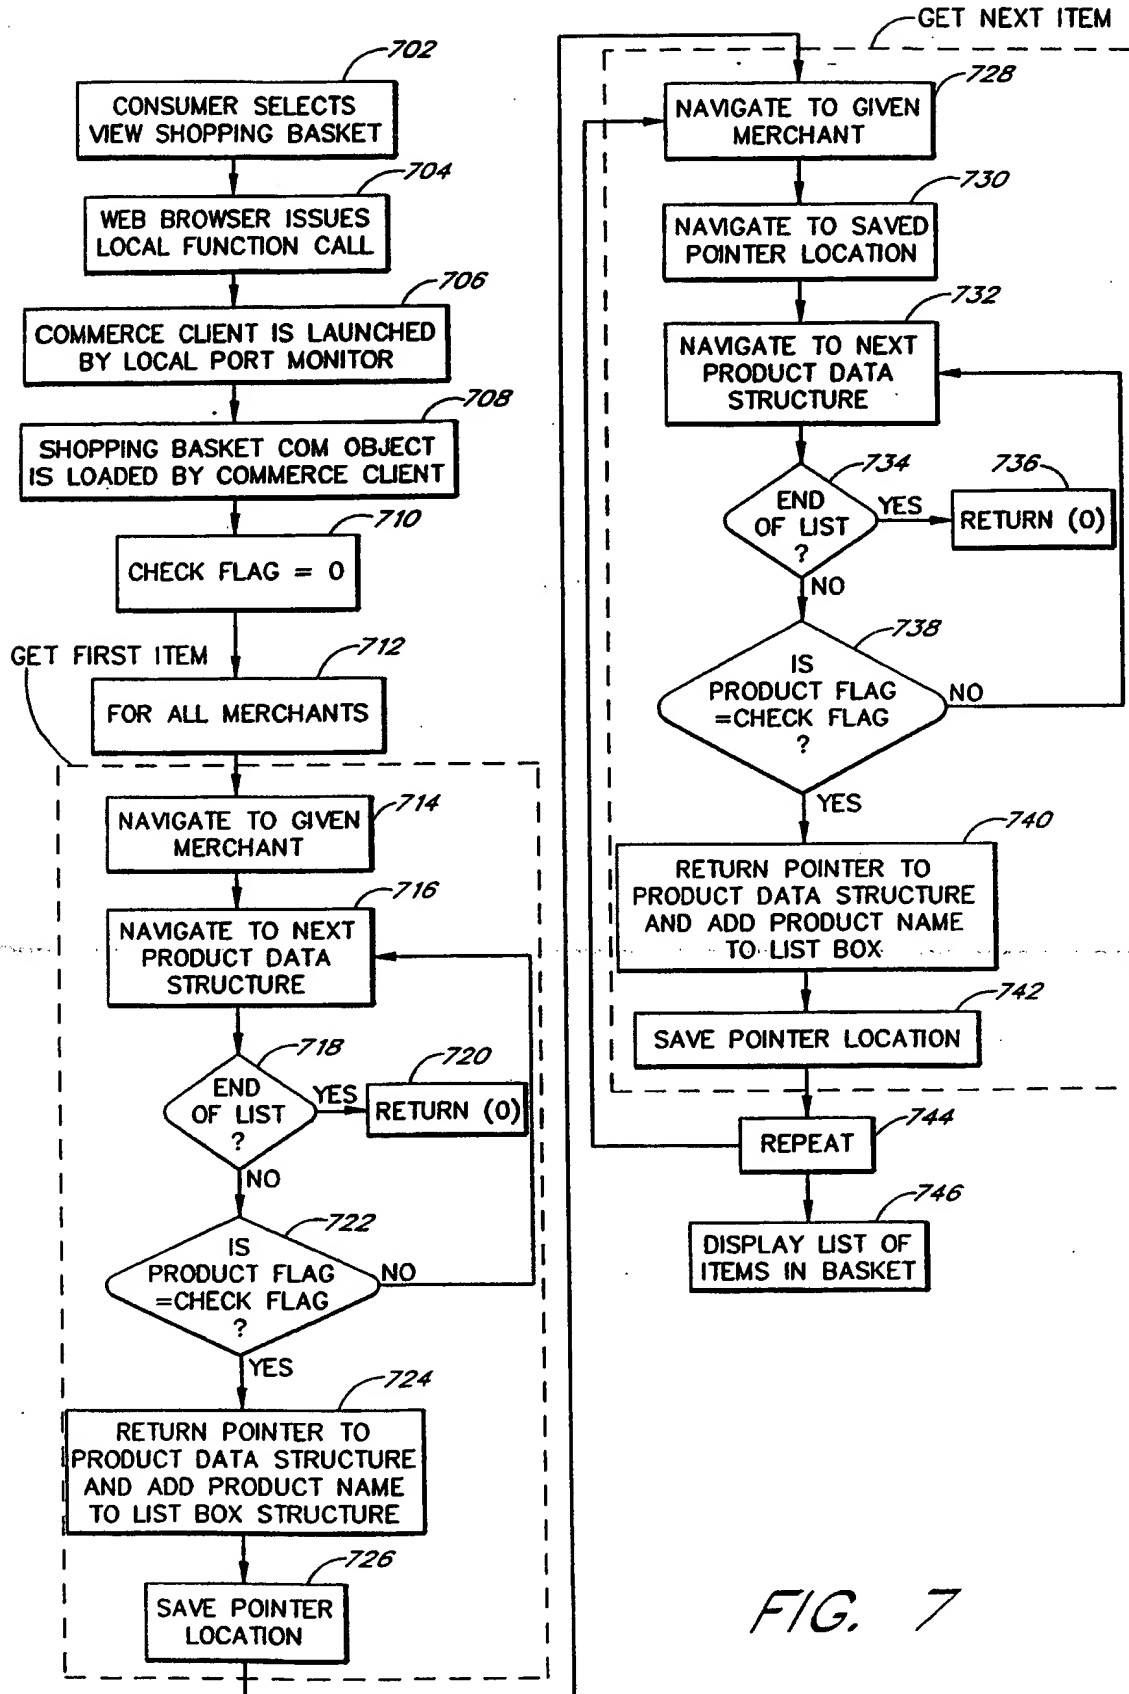 702
CONSUMER SELECTS
VIEW SHOPPING BASKET
704
WEB BROWSER ISSUES
LOCAL FUNCTION CALL
706
COMMERCE CLIENT IS LAUNCHED
BY LOCAL PORT MONITOR
708
SHOPPING BASKET COM OBJECT
IS LOADED BY COMMERCE CLIENT
710
CHECK FLAG = 0
GET FIRST ITEM
712
FOR ALL MERCHANTS
714
NAVIGATE TO GIVEN
MERCHANT
716
NAVIGATE TO NEXT
PRODUCT DATA
STRUCTURE
718
END
OF LIST
?
YES
720
RETURN (0)
NO
722
IS
PRODUCT FLAG
=CHECK FLAG
?
NO
YES
724
RETURN POINTER TO
PRODUCT DATA STRUCTURE
AND ADD PRODUCT NAME
TO LIST BOX STRUCTURE
726
SAVE POINTER
LOCATION
GET NEXT ITEM
728
NAVIGATE TO GIVEN
MERCHANT
730
NAVIGATE TO SAVED
POINTER LOCATION
732
NAVIGATE TO NEXT
PRODUCT DATA
STRUCTURE
734
END
OF LIST
?
YES
736
RETURN (0)
NO
738
IS
PRODUCT FLAG
=CHECK FLAG
?
NO
YES
740
RETURN POINTER TO
PRODUCT DATA STRUCTURE
AND ADD PRODUCT NAME
TO LIST BOX
742
SAVE POINTER LOCATION
744
REPEAT
746
DISPLAY LIST OF
ITEMS IN BASKET
FIG. 7